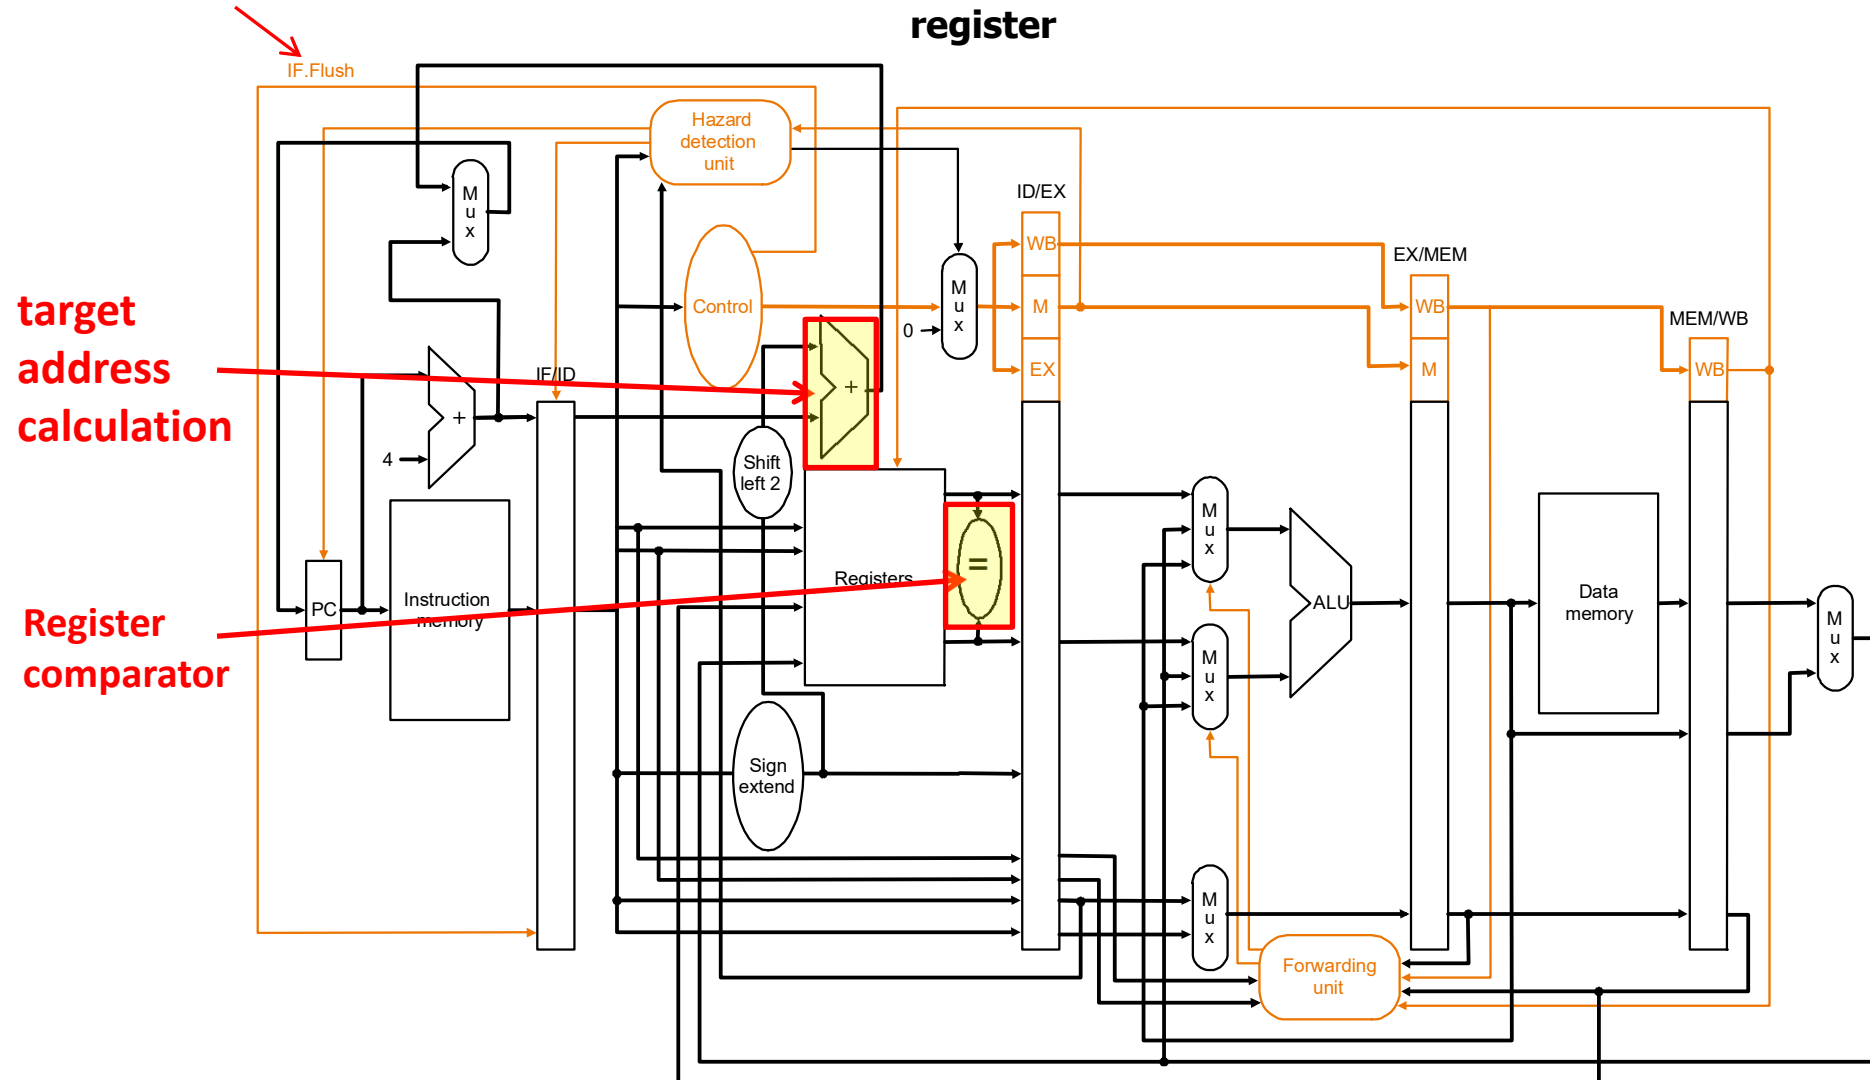 register
IF.Flush
Hazard
detection
unit
M
u
x
ID/EX
WB
EX/MEM
Control
M
u
x
M
WB
MEM/WB
0
target
address
calculation
IF/ID
EX
M
WB
+
+
4
Shift
left 2
M
u
x
=
Registers
PC
Instruction
memory
ALU
Data
memory
M
u
x
Register
comparator
M
u
x
Sign
extend
M
u
x
Forwarding
unit